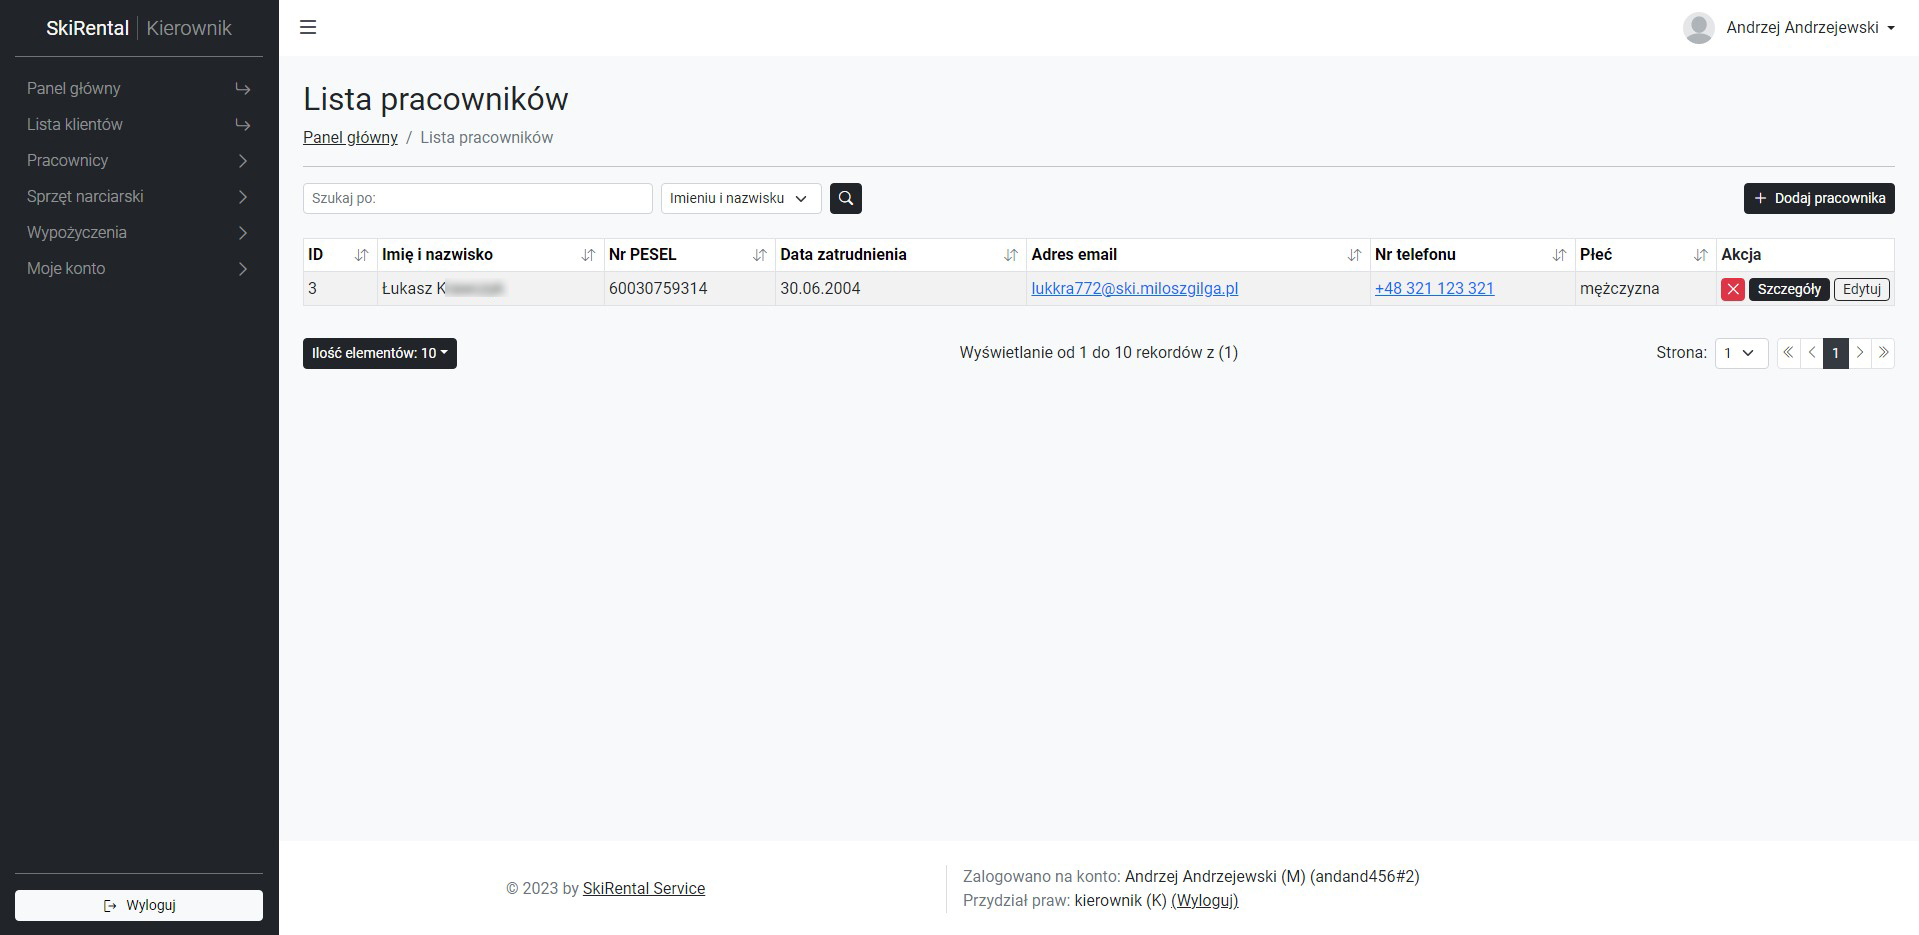 SkiRental | Kierownik
Andrzej Andrzejewski
Panel główny
Lista klientów
Pracownicy
Sprzęt narciarski
Wypożyczenia
Moje konto
Wyloguj
Lista pracowników
Panel główny / Lista pracowników
Szukaj po: Imieniu i nazwisku + Dodaj pracownika
ID Imię i nazwisko Nr PESEL Data zatrudnienia Adres email Nr telefonu Płeć Akcja
3 Łukasz 60030759314 30.06.2004 lukkra772@ski.miloszgilga.pl +48 321 123 321 mężczyzna Szczegóły Edytuj
Ilość elementów: 10 Wyświetlanie od 1 do 10 rekordów z (1) Strona: 1 « ‹ 1 › »
© 2023 by SkiRental Service
Zalogowano na konto: Andrzej Andrzejewski (M) (andand456#2)
Przydział praw: kierownik (K) (Wyloguj)